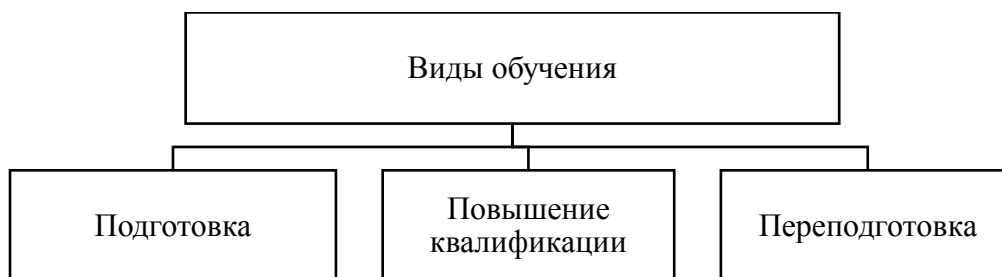 Виды обучения
Подготовка
Повышение
квалификации
Переподготовка